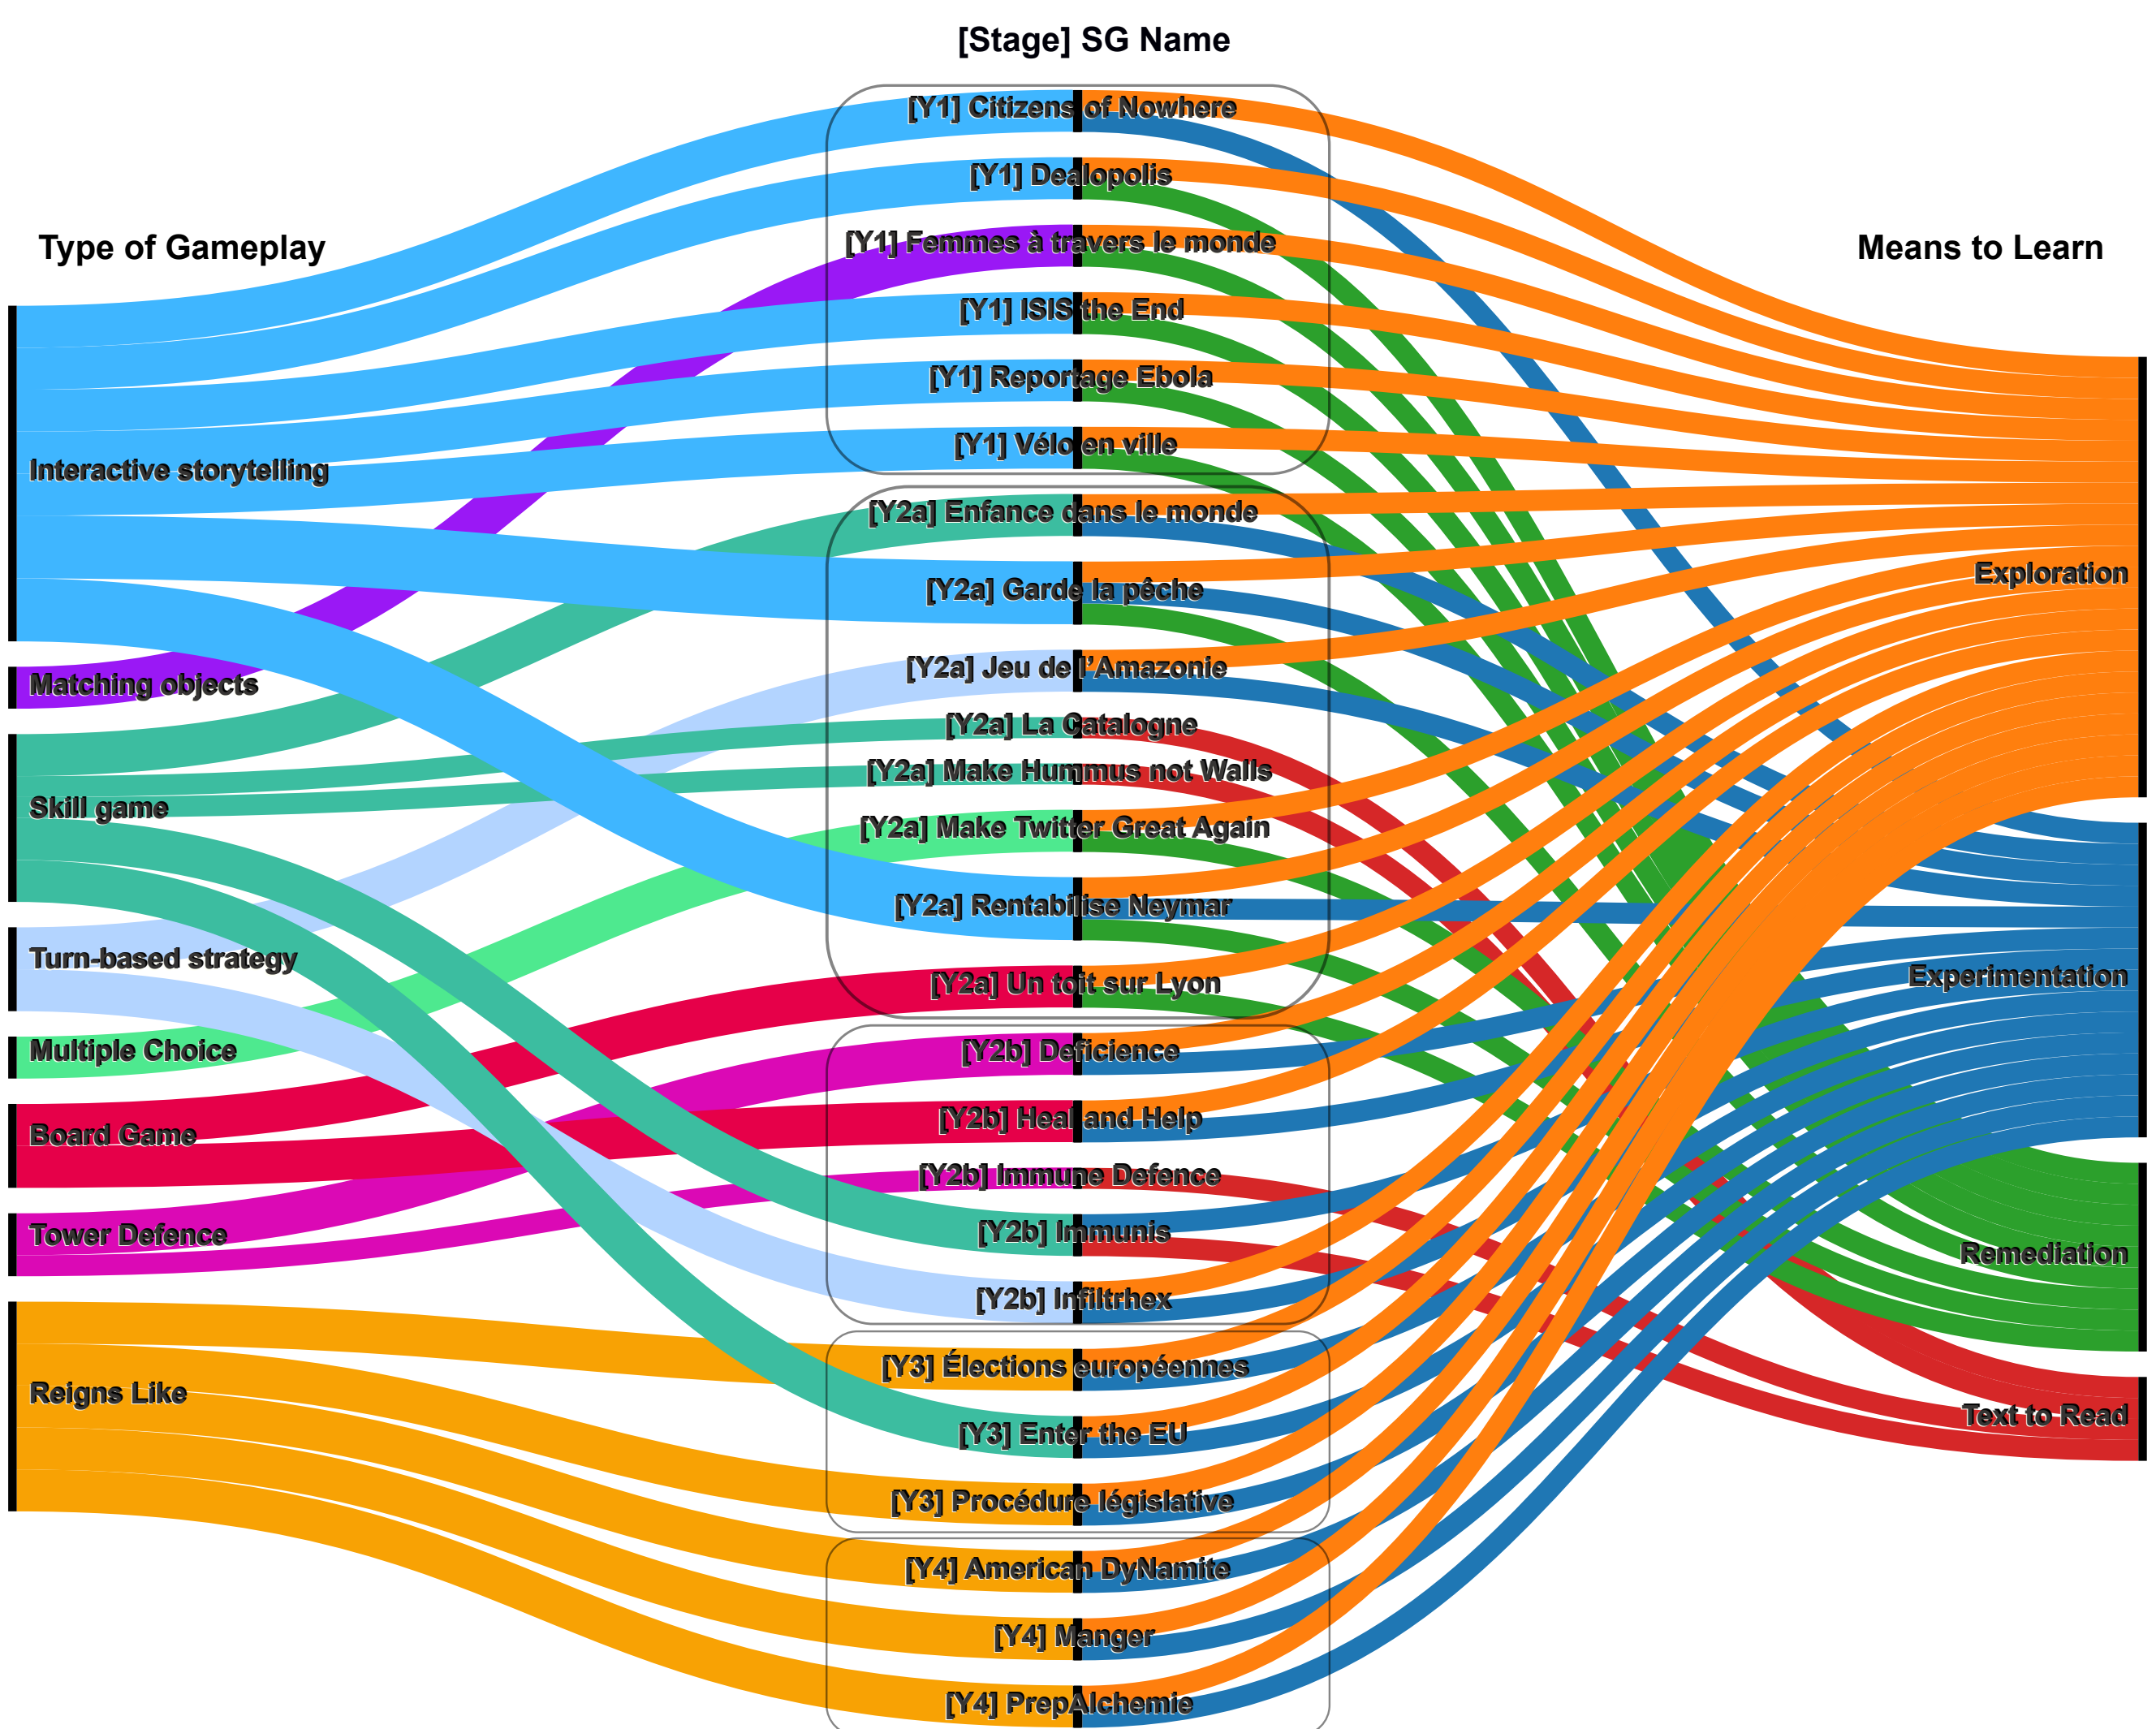 [Stage] SG Name
Type of Gameplay
Means to Learn
Interactive storytelling
Matching objects
Skill game
Turn-based strategy
Multiple Choice
Board Game
Tower Defence
Reigns Like
[Y1] Citizens of Nowhere
[Y1] Dealopolis
[Y1] Femmes à travers le monde
[Y1] ISIS the End
[Y1] Reportage Ebola
[Y1] Vélo en ville
[Y2a] Enfance dans le monde
[Y2a] Garde la pêche
[Y2a] Jeu de l’Amazonie
[Y2a] La Catalogne
[Y2a] Make Hummus not Walls
[Y2a] Make Twitter Great Again
[Y2a] Rentabilise Neymar
[Y2a] Un toit sur Lyon
[Y2b] Deficience
[Y2b] Heal and Help
[Y2b] Immune Defence
[Y2b] Immunis
[Y2b] Infiltrhex
[Y3] Élections européennes
[Y3] Enter the EU
[Y3] Procédure législative
[Y4] American DyNamite
[Y4] Manger
[Y4] PrepAlchemie
Exploration
Experimentation
Remediation
Text to Read